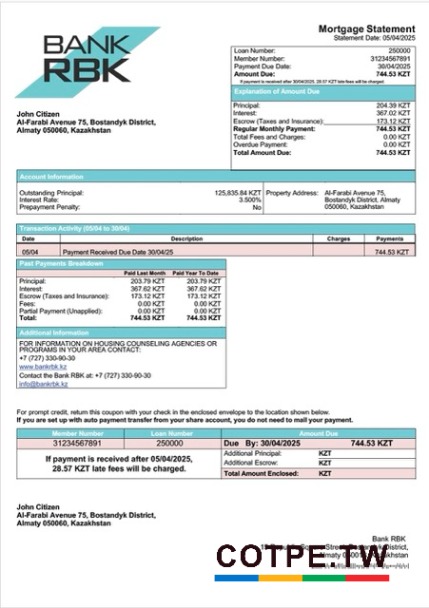 BANK
RBK
Mortgage Statement
Statement Date: 05/04/2025
Loan Number: 250000
Member Number: 31234567891
Payment Due Date: 30/04/2025
Amount Due: 744.53 KZT
If payment is received after 30/04/2025, 28.57 KZT late fees will be charged.
Explanation of Amount Due
Principal: 204.39 KZT
Interest: 367.02 KZT
Escrow (Taxes and Insurance): 173.12 KZT
Regular Monthly Payment: 744.53 KZT
Total Fees and Charges: 0.00 KZT
Overdue Payment: 0.00 KZT
Total Amount Due: 744.53 KZT
John Citizen
Al-Farabi Avenue 75, Bostandyk District,
Almaty 050060, Kazakhstan
Account Information
Outstanding Principal: 125,835.84 KZT
Interest Rate: 3.500%
Prepayment Penalty: No
Property Address: Al-Farabi Avenue 75,
Bostandyk District, Almaty
050060, Kazakhstan
Transaction Activity (05/04 to 30/04)
Date Description Charges Payments
05/04 Payment Received Due Date 30/04/25 744.53 KZT
Past Payments Breakdown
Paid Last Month Paid Year To Date
Principal: 203.79 KZT 203.79 KZT
Interest: 367.62 KZT 367.62 KZT
Escrow (Taxes and Insurance): 173.12 KZT 173.12 KZT
Fees: 0.00 KZT 0.00 KZT
Partial Payment (Unapplied): 0.00 KZT 0.00 KZT
Total: 744.53 KZT 744.53 KZT
Additional Information
FOR INFORMATION ON HOUSING COUNSELING AGENCIES OR
PROGRAMS IN YOUR AREA CONTACT:
+7 (727) 330-90-30
www.bankrbk.kz
Contact the Bank RBK at: +7 (727) 330-90-30
info@bankrbk.kz
For prompt credit, return this coupon with your check in the enclosed envelope to the location shown below.
If you are set up with auto payment transfer from your share account, you do not need to mail your payment.
Member Number Loan Number Amount Due
31234567891 250000 Due By: 30/04/2025 744.53 KZT
If payment is received after 05/04/2025,
28.57 KZT late fees will be charged.
Additional Principal: KZT
Additional Escrow: KZT
Total Amount Enclosed: KZT
John Citizen
Al-Farabi Avenue 75, Bostandyk District,
Almaty 050060, Kazakhstan
Bank RBK
COTPE.TW